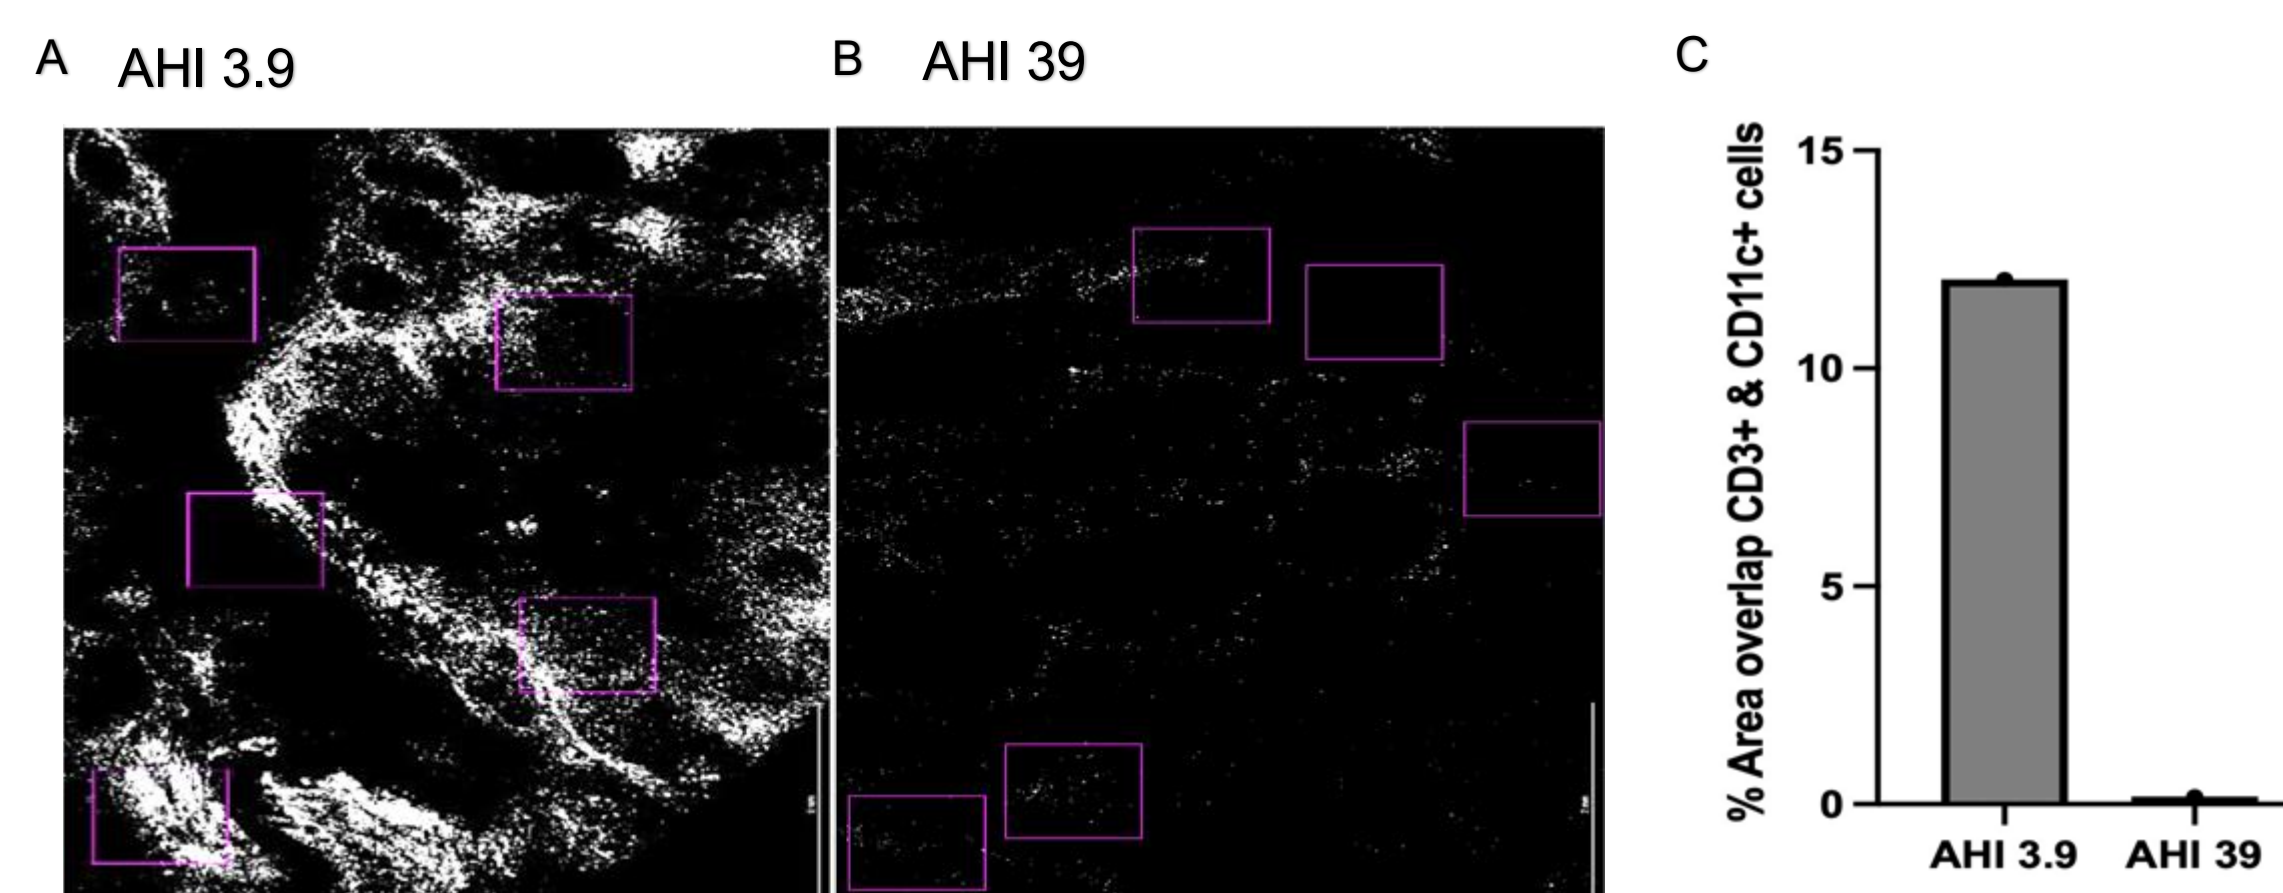 A AHI 3.9
B AHI 39
C
% Area overlap CD3+ & CD11c+ cells
15
10
5
0
AHI 3.9 AHI 39